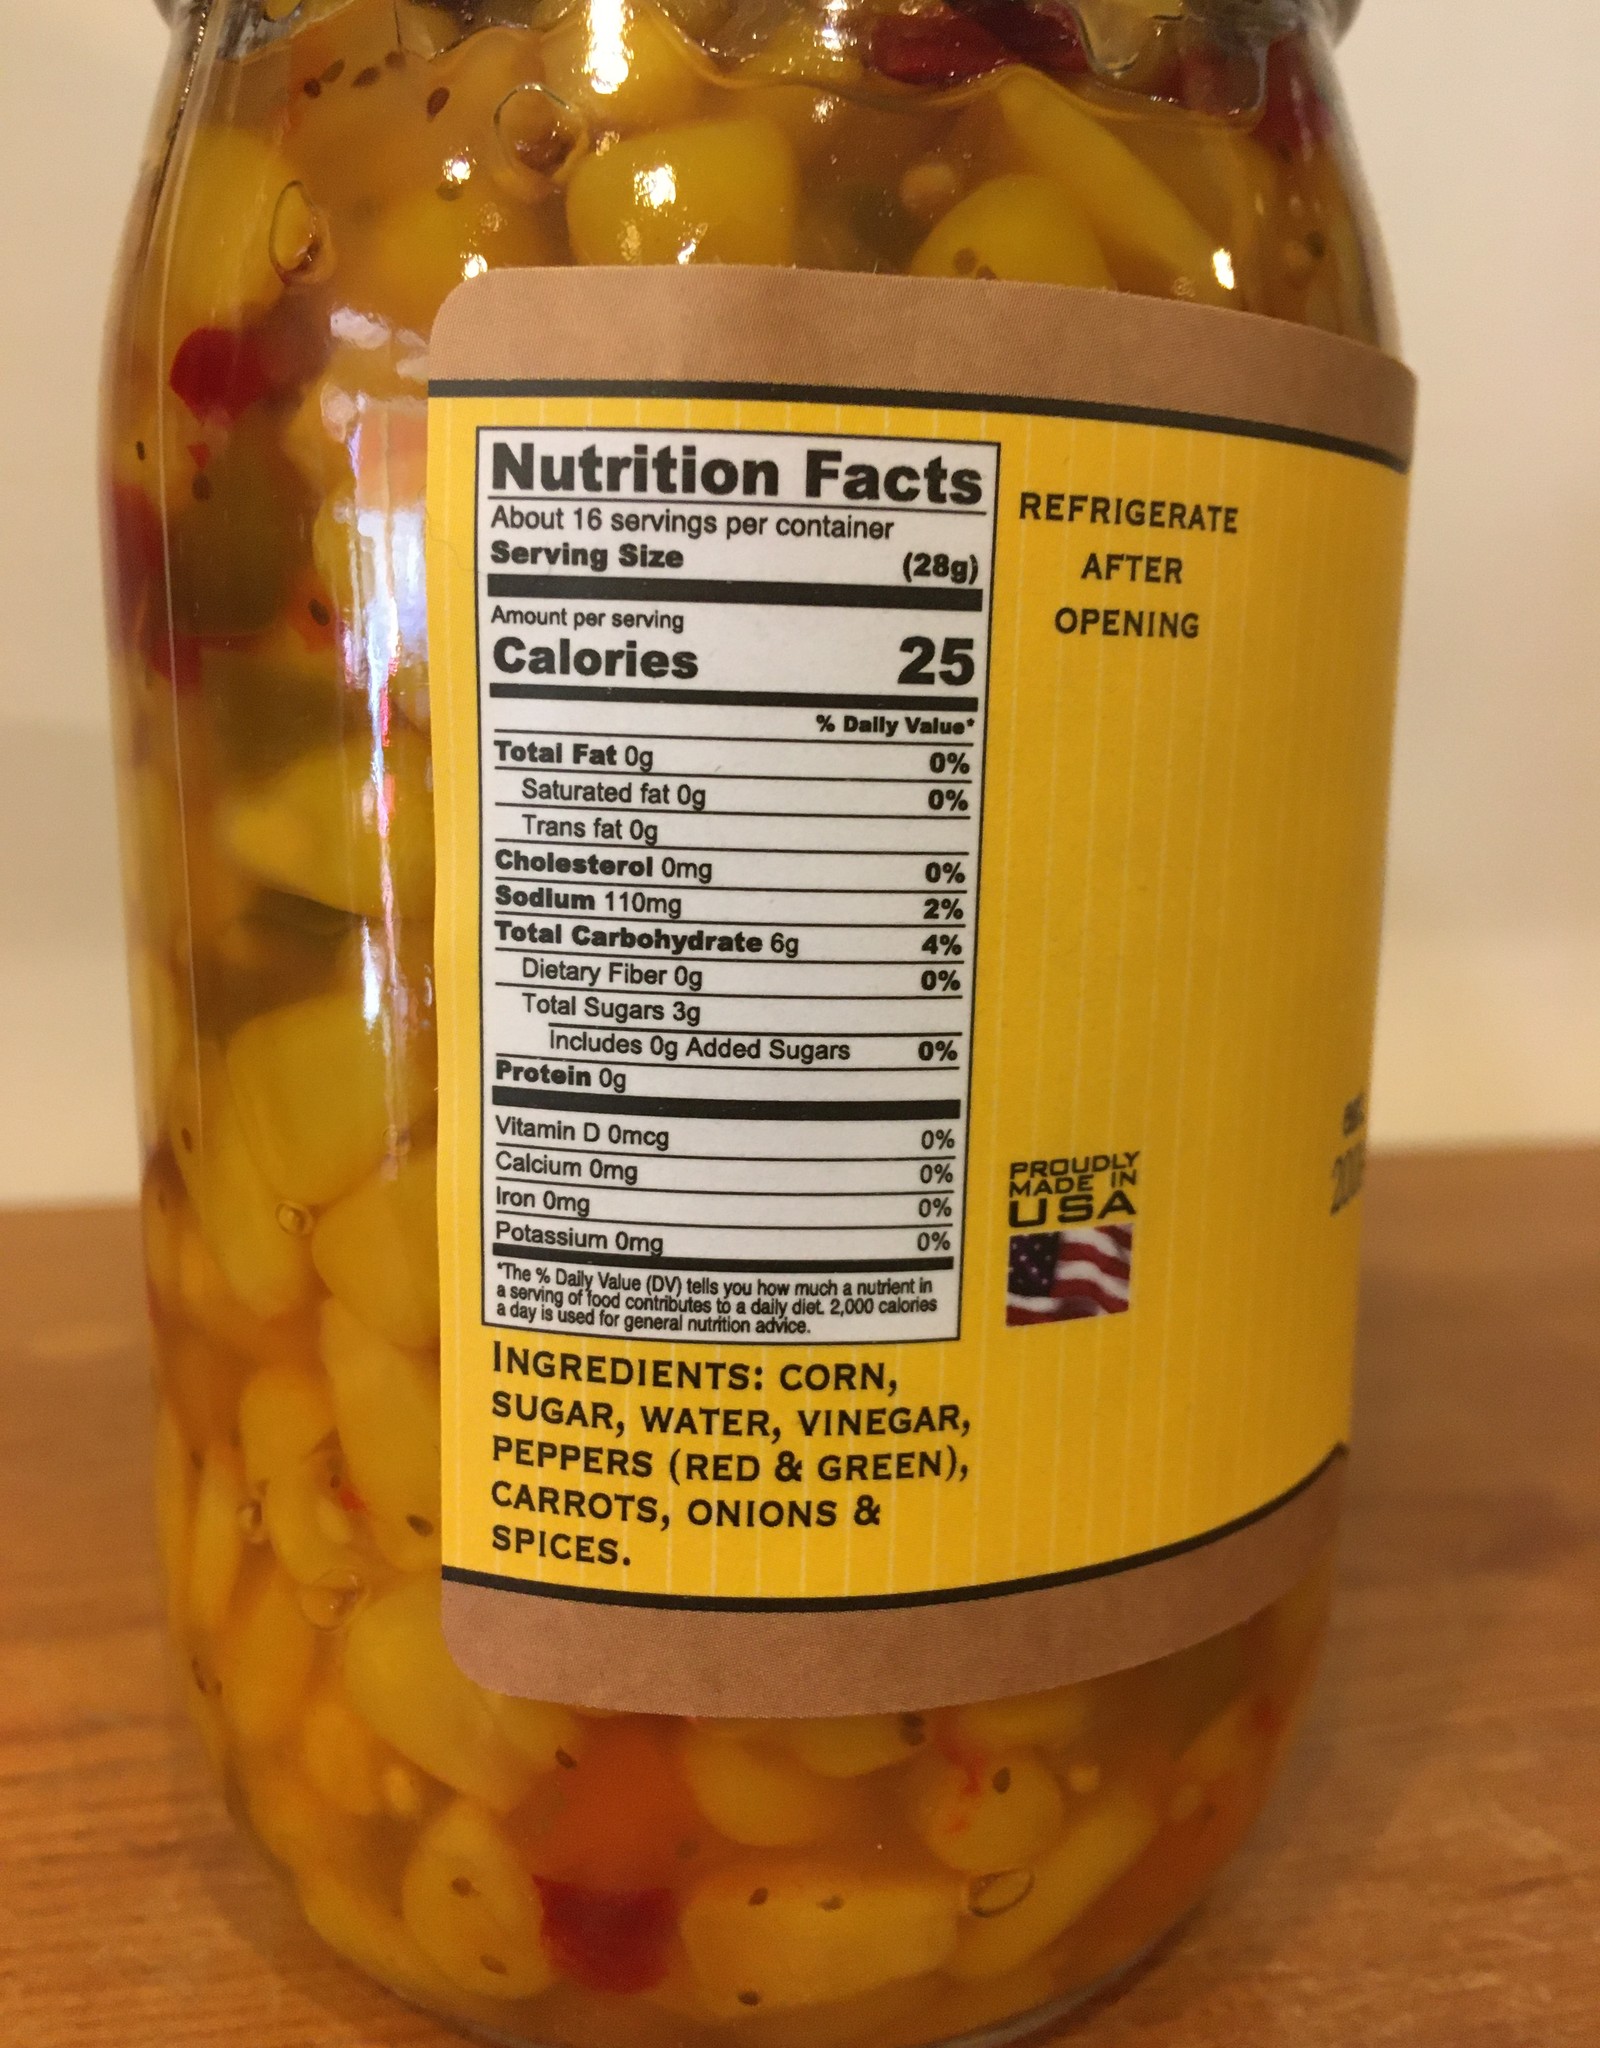 Nutrition Facts
About 16 servings per container
Serving Size (28g)
Amount per serving
Calories 25
% Daily Value*
Total Fat 0g 0%
Saturated fat 0g 0%
Trans fat 0g
Cholesterol 0mg 0%
Sodium 110mg 2%
Total Carbohydrate 6g 4%
Dietary Fiber 0g 0%
Total Sugars 3g
Includes 0g Added Sugars 0%
Protein 0g
Vitamin D 0mcg 0%
Calcium 0mg 0%
Iron 0mg 0%
Potassium 0mg 0%
*The % Daily Value (DV) tells you how much a nutrient in
a serving of food contributes to a daily diet. 2,000 calories
a day is used for general nutrition advice.
INGREDIENTS: CORN,
SUGAR, WATER, VINEGAR,
PEPPERS (RED & GREEN),
CARROTS, ONIONS &
SPICES.
REFRIGERATE
AFTER
OPENING
PROUDLY
MADE IN
USA